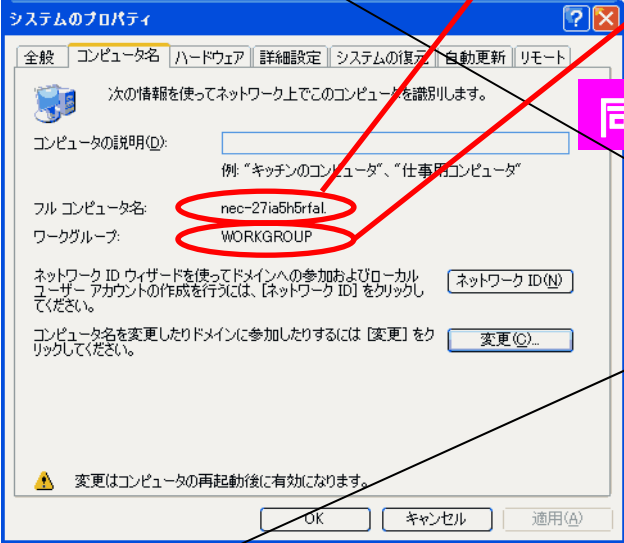 システムのプロパティ
全般 コンピュータ名 ハードウェア 詳細設定 システムの復元 自動更新 リモート
次の情報を使ってネットワーク上でこのコンピュータを識別します。
コンピュータの説明(D):
例: "キッチンのコンピュータ"、"仕事用コンピュータ"
フル コンピュータ名: nec-27ia5h5rfal.
ワークグループ: WORKGROUP
ネットワーク ID ウィザードを使ってドメインへの参加およびローカル
ユーザー アカウントの作成を行うには、[ネットワーク ID] をクリックし
てください。
ネットワーク ID(N)
コンピュータ名を変更したりドメインに参加したりするには [変更] をク
リックしてください。
変更(C)...
変更はコンピュータの再起動後に有効になります。
OK キャンセル 適用(A)